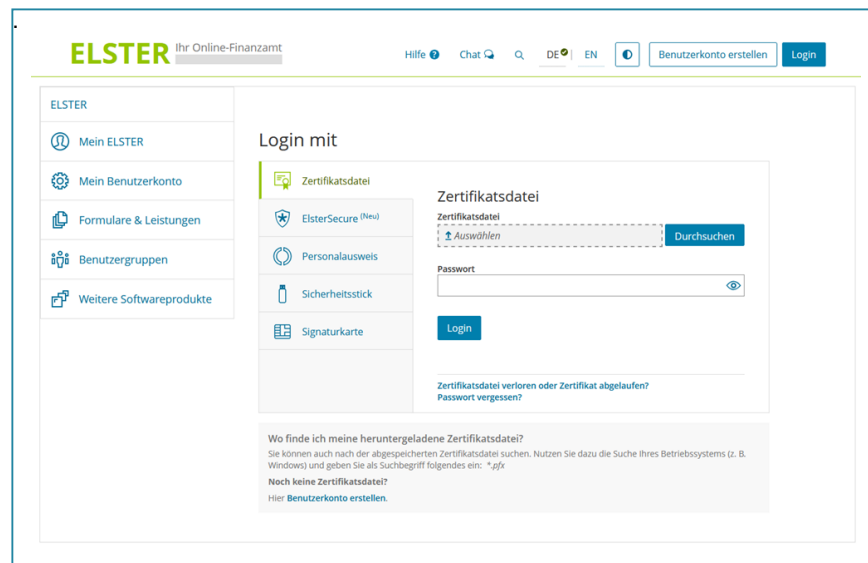 .
ELSTER Ihr Online-Finanzamt
Hilfe ? Chat DE | EN Benutzerkonto erstellen Login
ELSTER
Mein ELSTER
Mein Benutzerkonto
Formulare & Leistungen
Benutzergruppen
Weitere Softwareprodukte
Login mit
Zertifikatsdatei
ElsterSecure (Neu)
Personalausweis
Sicherheitsstick
Signaturkarte
Zertifikatsdatei
Zertifikatsdatei
Auswählen Durchsuchen
Passwort
Login
Zertifikatsdatei verloren oder Zertifikat abgelaufen?
Passwort vergessen?
Wo finde ich meine heruntergeladene Zertifikatsdatei?
Sie können auch nach der abgespeicherten Zertifikatsdatei suchen. Nutzen Sie dazu die Suche Ihres Betriebssystems (z. B.
Windows) und geben Sie als Suchbegriff folgendes ein: *.pfx
Noch keine Zertifikatsdatei?
Hier Benutzerkonto erstellen.